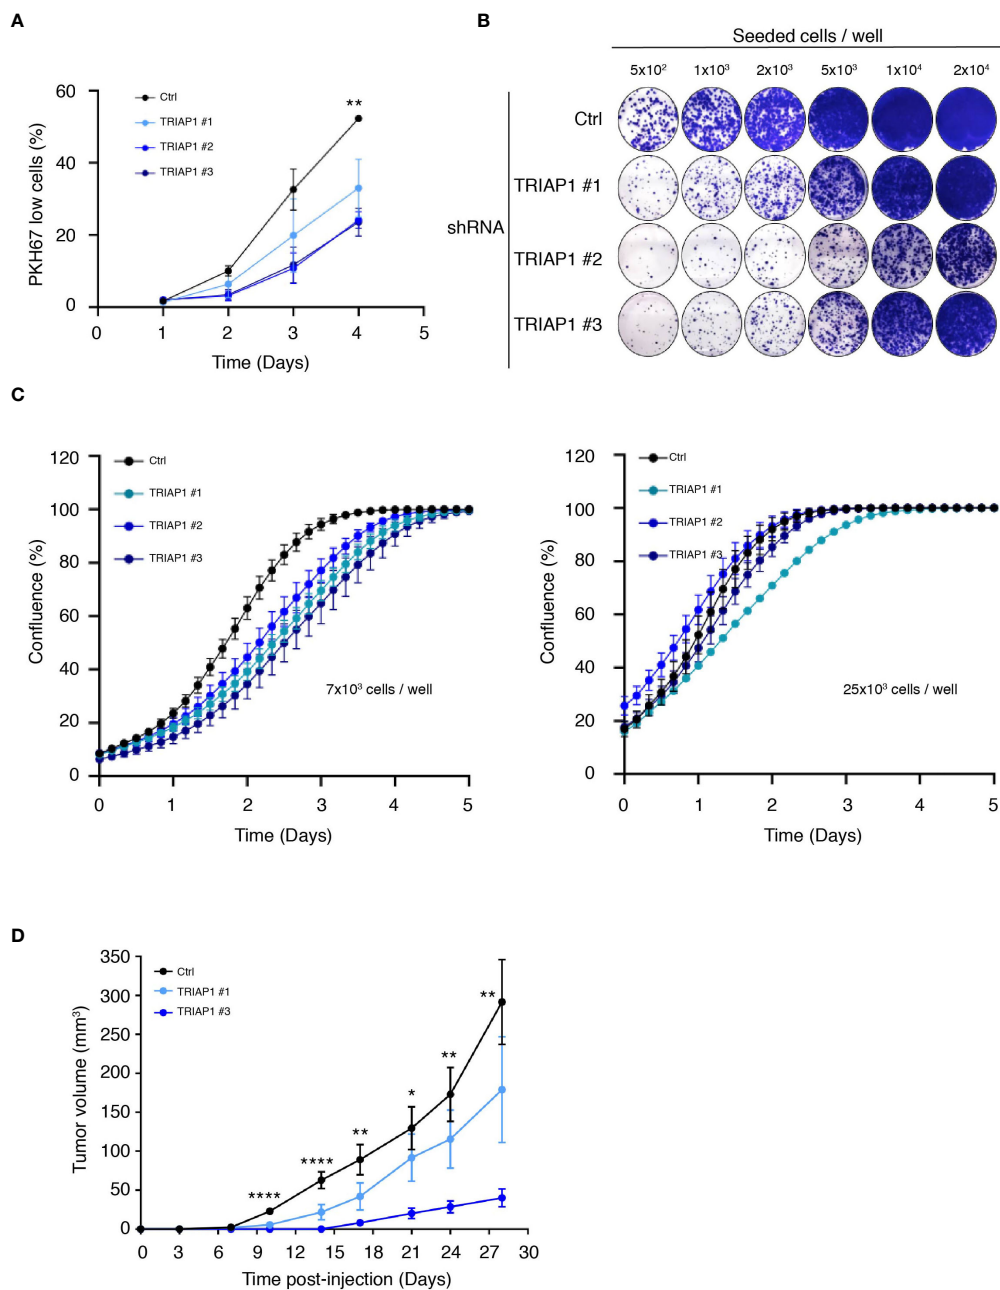 A
PKH67 low cells (%)
60
40
20
0
0 1 2 3 4 5
Time (Days)
Ctrl
TRIAP1 #1
TRIAP1 #2
TRIAP1 #3
**
B
Seeded cells / well
5x10² 1x10³ 2x10³ 5x10³ 1x10⁴ 2x10⁴
shRNA
Ctrl
TRIAP1 #1
TRIAP1 #2
TRIAP1 #3
C
Confluence (%)
120
100
80
60
40
20
0
0 1 2 3 4 5
Time (Days)
Ctrl
TRIAP1 #1
TRIAP1 #2
TRIAP1 #3
7x10³ cells / well
Confluence (%)
120
100
80
60
40
20
0
0 1 2 3 4 5
Time (Days)
Ctrl
TRIAP1 #1
TRIAP1 #2
TRIAP1 #3
25x10³ cells / well
D
Tumor volume (mm³)
350
300
250
200
150
100
50
0
0 3 6 9 12 15 18 21 24 27 30
Time post-injection (Days)
Ctrl
TRIAP1 #1
TRIAP1 #3
****
****
**
*
**
**